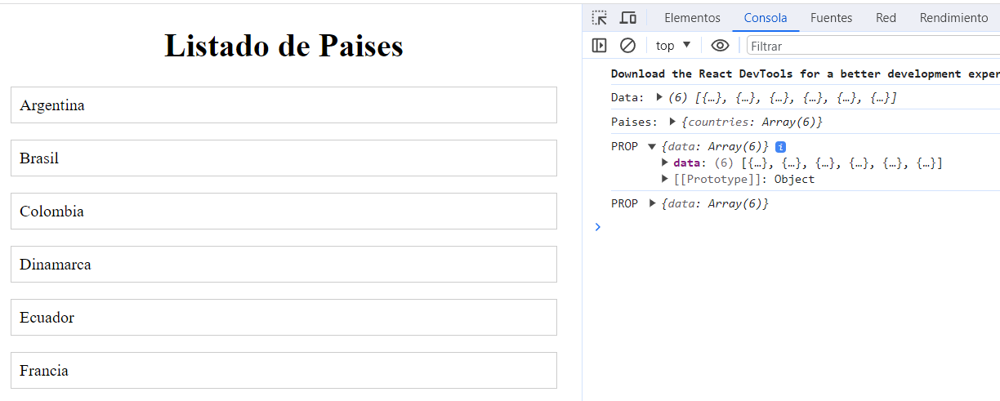 Listado de Paises
Argentina
Brasil
Colombia
Dinamarca
Ecuador
Francia
Elementos Consola Fuentes Red Rendimiento
top ▼ Filtrar
Download the React DevTools for a better development exper
Data: ▶ (6) [{…}, {…}, {…}, {…}, {…}, {…}]
Paises: ▶ {countries: Array(6)}
PROP ▼ {data: Array(6)} i
▶ data: (6) [{…}, {…}, {…}, {…}, {…}, {…}]
▶ [[Prototype]]: Object
PROP ▶ {data: Array(6)}